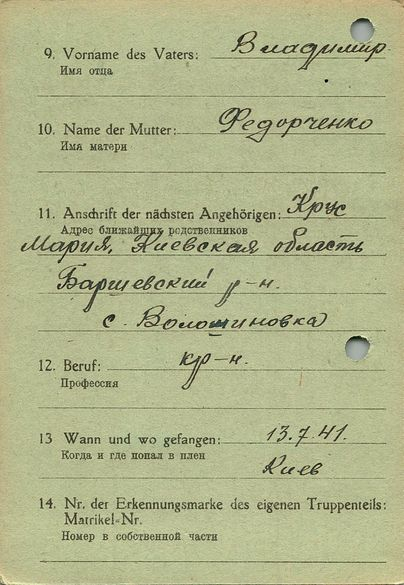 9. Vorname des Vaters: Владимир
Имя отца
10. Name der Mutter: Федорченко
Имя матери
11. Anschrift der nächsten Angehörigen: Крус
Адрес ближайших родственников
Мария, Киевская область
Баршевский р-н.
с. Волошиновка
12. Beruf: кр-н.
Профессия
13 Wann und wo gefangen: 13.7.41.
Когда и где попал в плен
Киев
14. Nr. der Erkennungsmarke des eigenen Truppenteils:
Matrikel-Nr.
Номер в собственной части